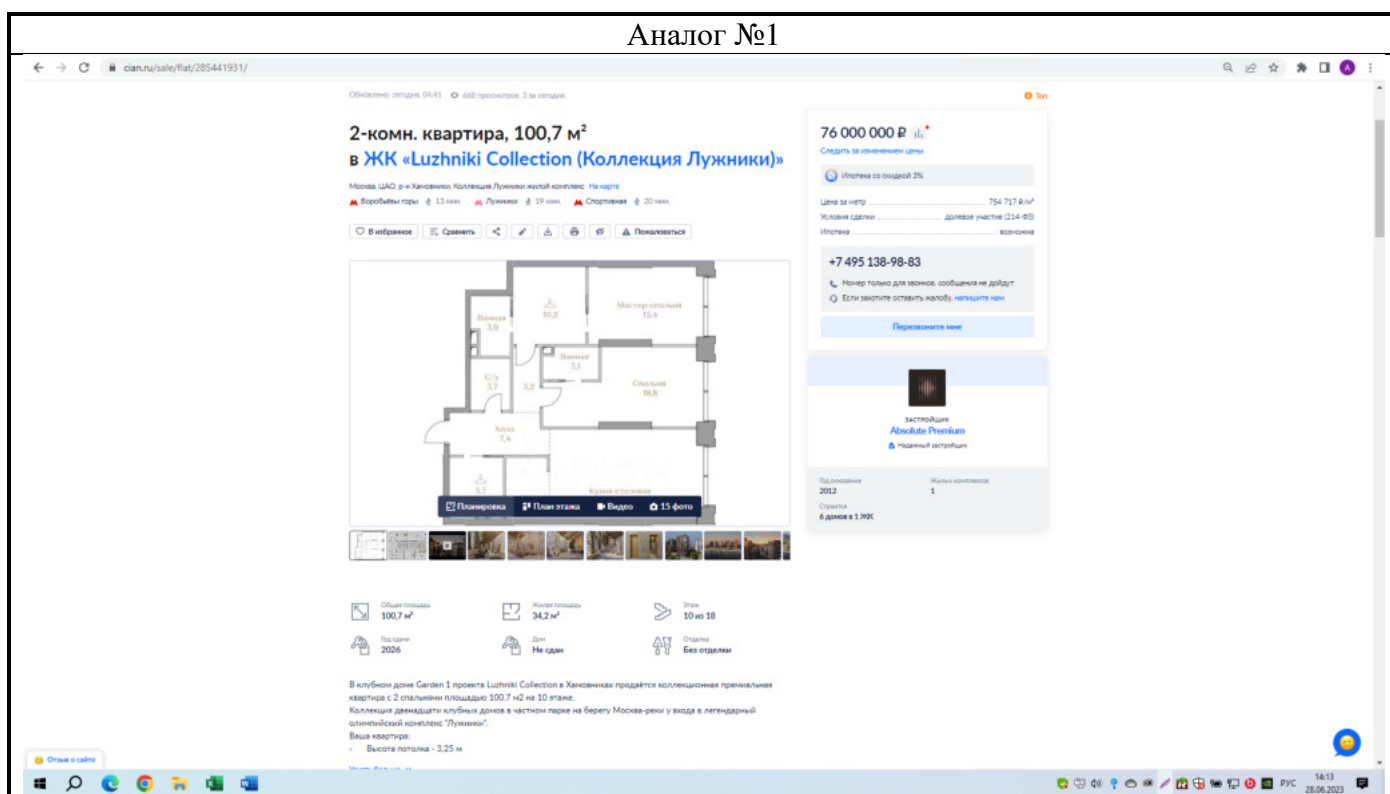 Аналог №1
cian.ru/sale/flat/285441931/
Обновлено: сегодня, 04:41 668 просмотров, 3 за сегодня
Топ
2-комн. квартира, 100,7 м²
в ЖК «Luzhniki Collection (Коллекция Лужники)»
Москва, ЦАО, р-н Хамовники, Коллекция Лужники жилой комплекс На карте
Воробьёвы горы 13 мин. Лужники 19 мин. Спортивная 20 мин.
В избранное Сравнить Пожаловаться
76 000 000 ₽
Следить за изменением цены
Ипотека со скидкой 3%
Цена за метр 754 717 ₽/м²
Условия сделки долевое участие (214-ФЗ)
Ипотека возможна
+7 495 138-98-83
Номер только для звонков, сообщения не дойдут
Если захотите оставить жалобу, напишите нам
Перезвоните мне
ЗАСТРОЙЩИК
Absolute Premium
Надежный застройщик
Год основания Жилых комплексов
2012 1
Строится
6 домов в 1 ЖК
Ванная
3,9
10,2
Мастер-спальня
15,4
Ванная
3,1
С/у
3,7
3,2
Спальня
18,8
Холл
7,4
5,7
Кухня-столовая
Планировка План этажа Видео 15 фото
Общая площадь Жилая площадь Этаж
100,7 м² 34,2 м² 10 из 18
Год сдачи Дом Отделка
2026 Не сдан Без отделки
В клубном доме Garden 1 проекта Luzhniki Collection в Хамовниках продаётся коллекционная премиальная
квартира с 2 спальнями площадью 100,7 м2 на 10 этаже.
Коллекция двенадцати клубных домов в частном парке на берегу Москва-реки у входа в легендарный
олимпийский комплекс "Лужники".
Ваша квартира:
- Высота потолка - 3,25 м
Отзыв о сайте
РУС
14:13
28.06.2023